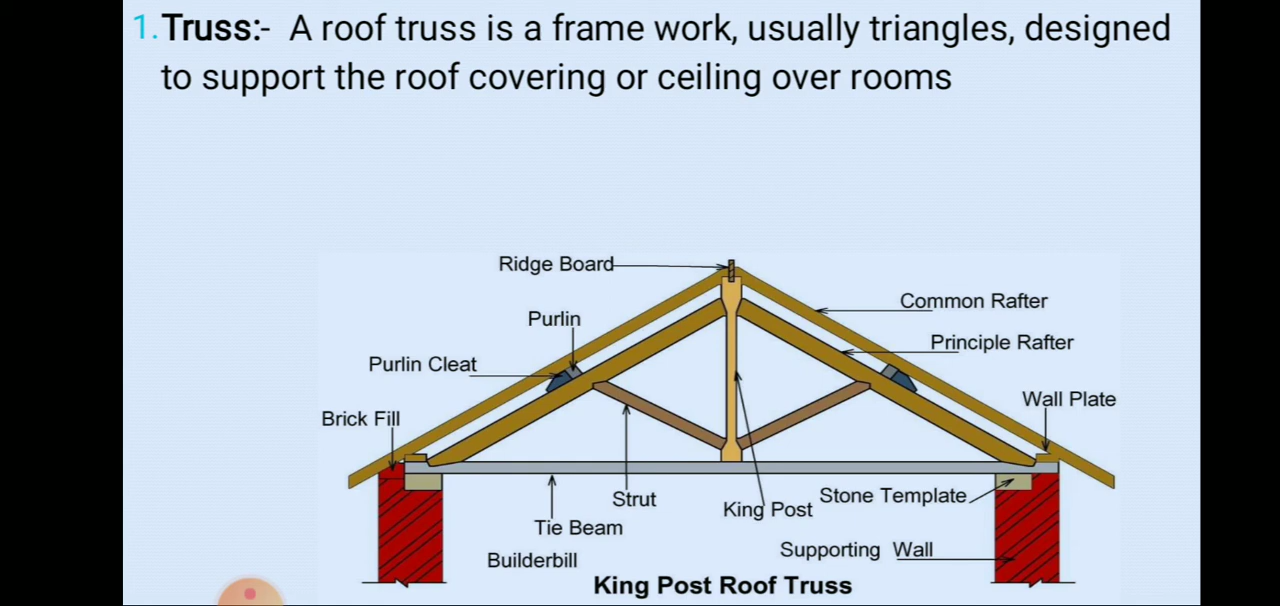 1. Truss:- A roof truss is a frame work, usually triangles, designed
to support the roof covering or ceiling over rooms
Ridge Board
Common Rafter
Purlin
Principle Rafter
Purlin Cleat
Wall Plate
Brick Fill
Strut
Stone Template
King Post
Tie Beam
Supporting Wall
Builderbill
King Post Roof Truss